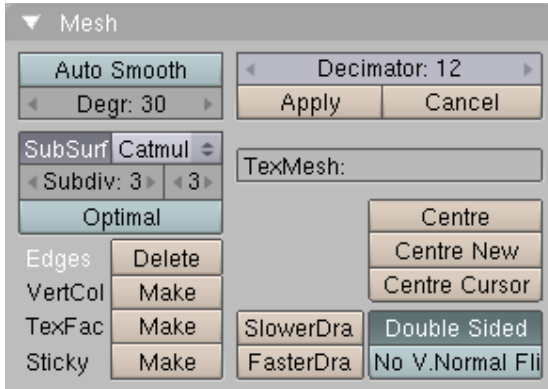 Mesh
Auto Smooth
Degr: 30
Decimator: 12
Apply Cancel
SubSurf Catmul
Subdiv: 3 3
Optimal
TexMesh:
Centre
Centre New
Centre Cursor
Edges Delete
VertCol Make
TexFac Make
Sticky Make
SlowerDra Double Sided
FasterDra No V.Normal Fli